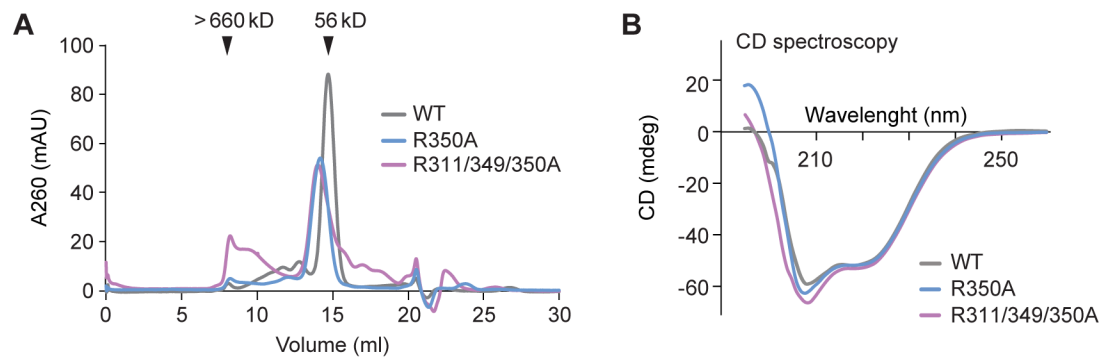 A
> 660 kD
56 kD
100
80
60
40
20
0
A260 (mAU)
WT
R350A
R311/349/350A
0
5
10
15
20
25
30
Volume (ml)
B
CD spectroscopy
20
0
-20
-40
-60
CD (mdeg)
Wavelenght (nm)
210
250
WT
R350A
R311/349/350A